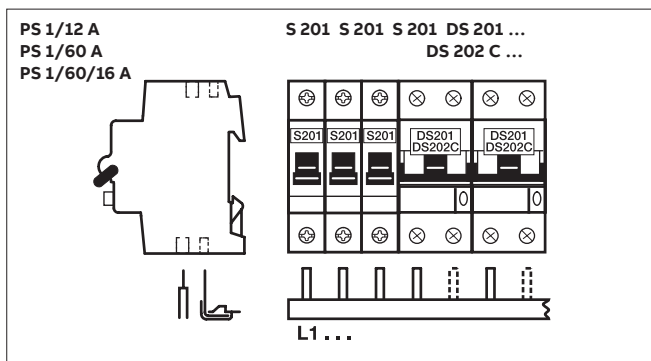 PS 1/12 A
PS 1/60 A
PS 1/60/16 A
S 201 S 201 S 201 DS 201 ...
DS 202 C ...
S201 S201 S201 DS201 DS201
DS202C DS202C
L1 . . .